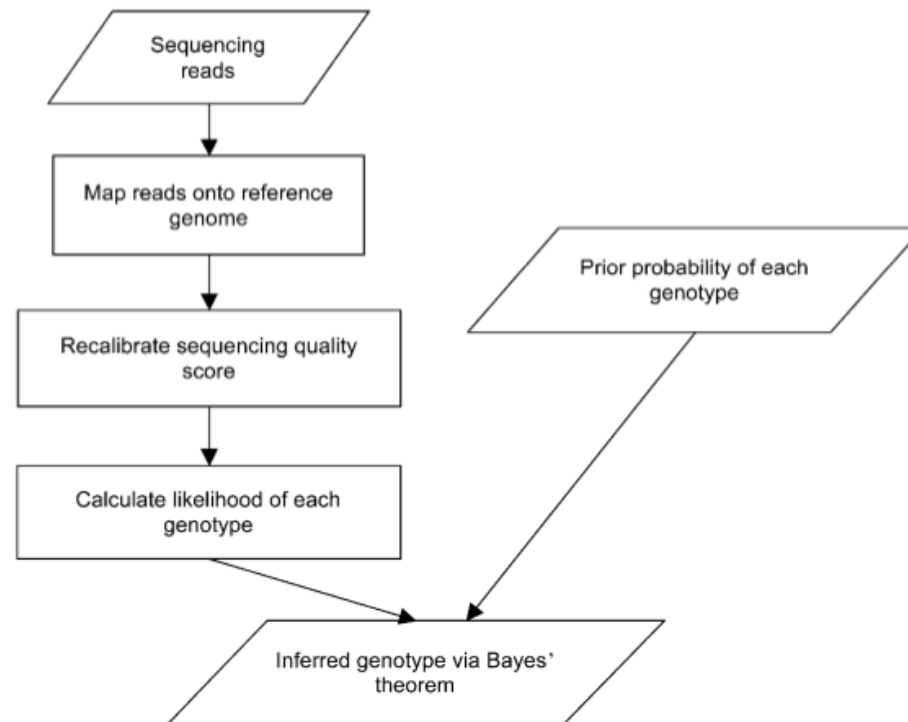 Sequencing
reads
Map reads onto reference
genome
Prior probability of each
genotype
Recalibrate sequencing quality
score
Calculate likelihood of each
genotype
Inferred genotype via Bayes’
theorem